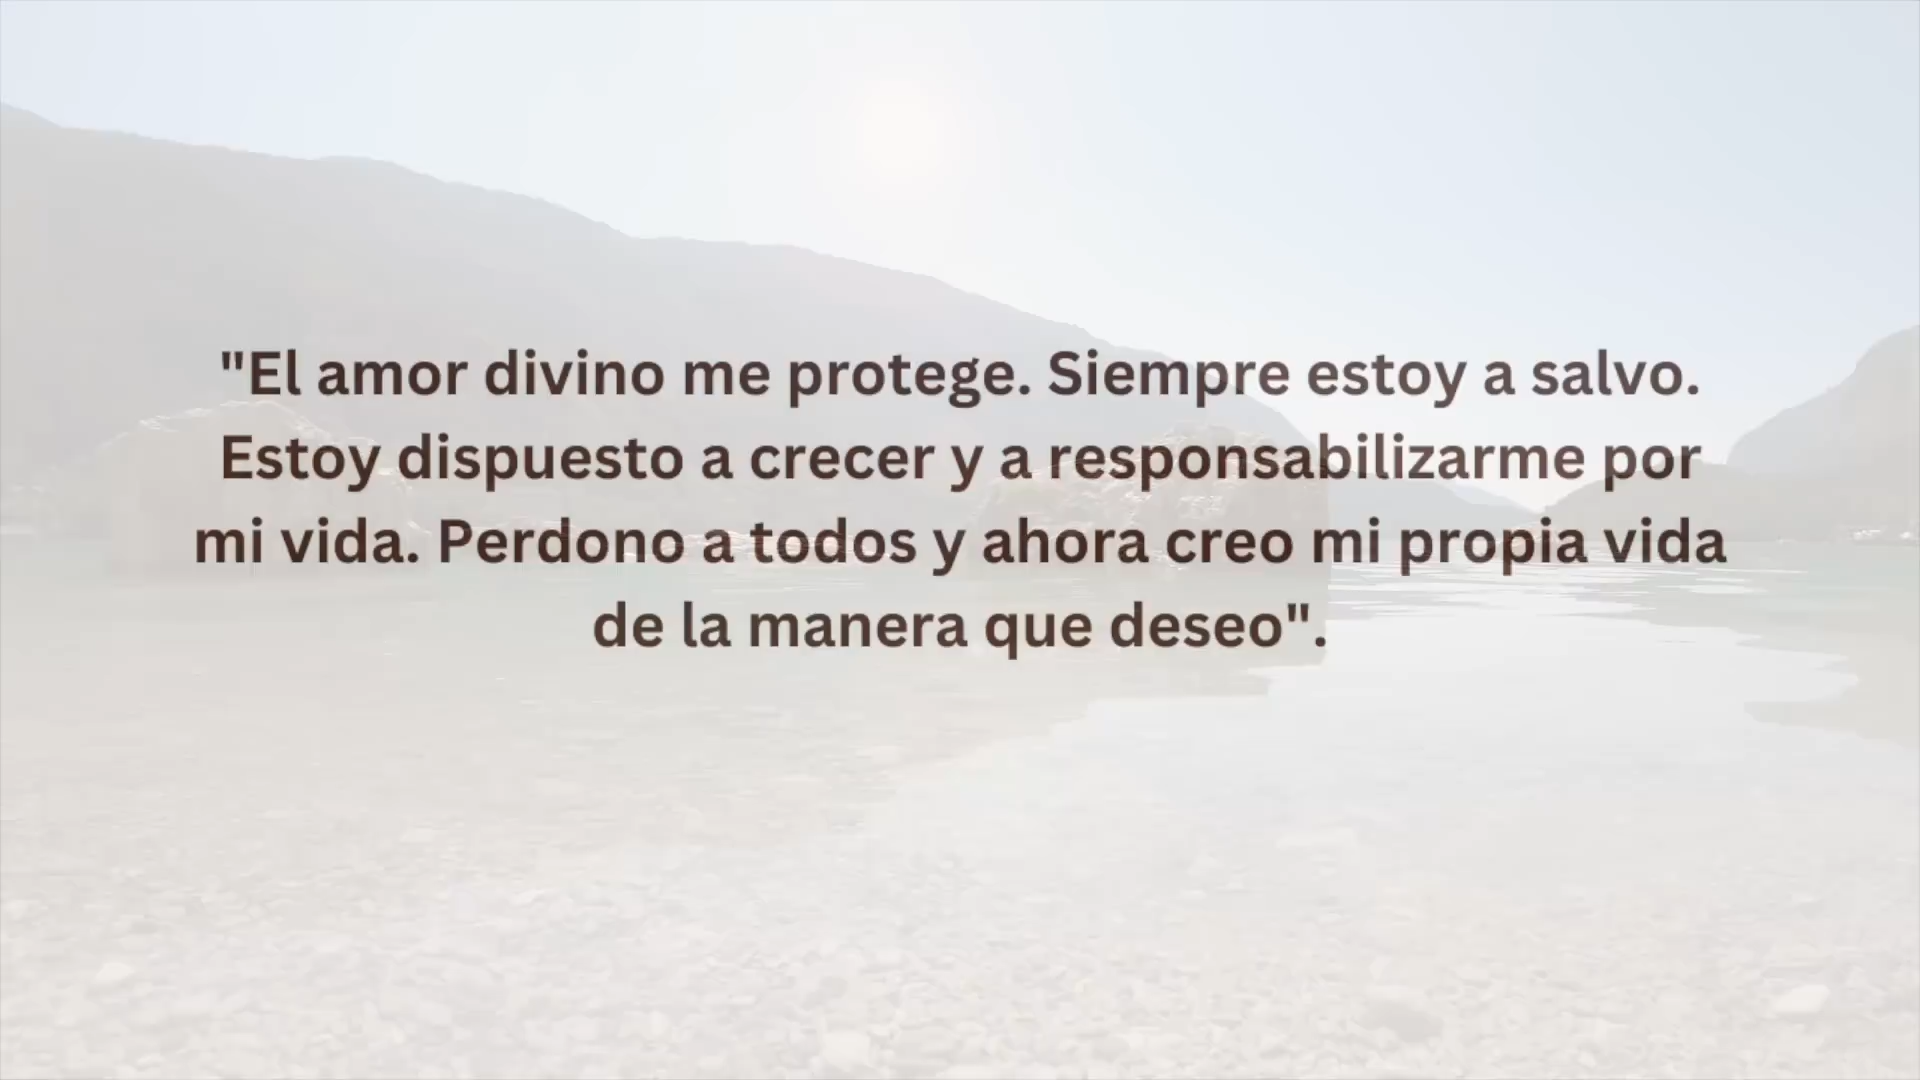 "El amor divino me protege. Siempre estoy a salvo.
Estoy dispuesto a crecer y a responsabilizarme por
mi vida. Perdono a todos y ahora creo mi propia vida
de la manera que deseo".